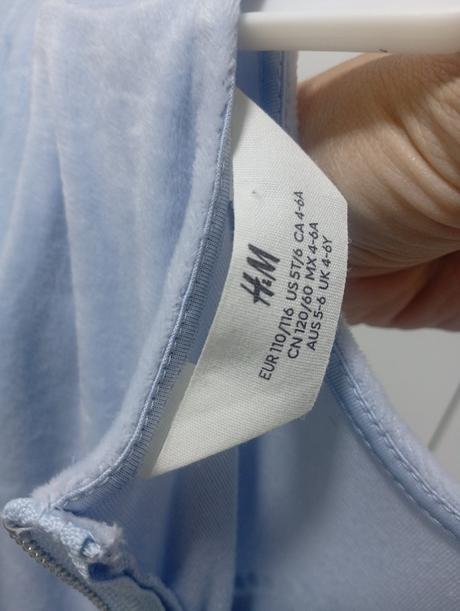 H&M
EUR 110/116 US 5T/6 CA 4-6A
CN 120/60 MX 4-6A
AUS 5-6 UK 4-6Y